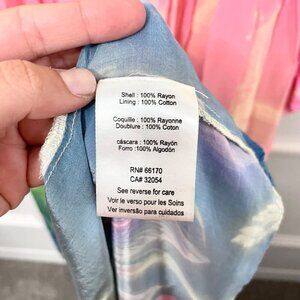 Shell : 100% Rayon
Lining : 100% Cotton
Coquille : 100% Rayonne
Doublure : 100% Coton
cáscara : 100% Rayón
Forro : 100% Algodón
RN# 66170
CA# 32054
See reverse for care
Voir le verso pour les Soins
Ver inversão para cuidados